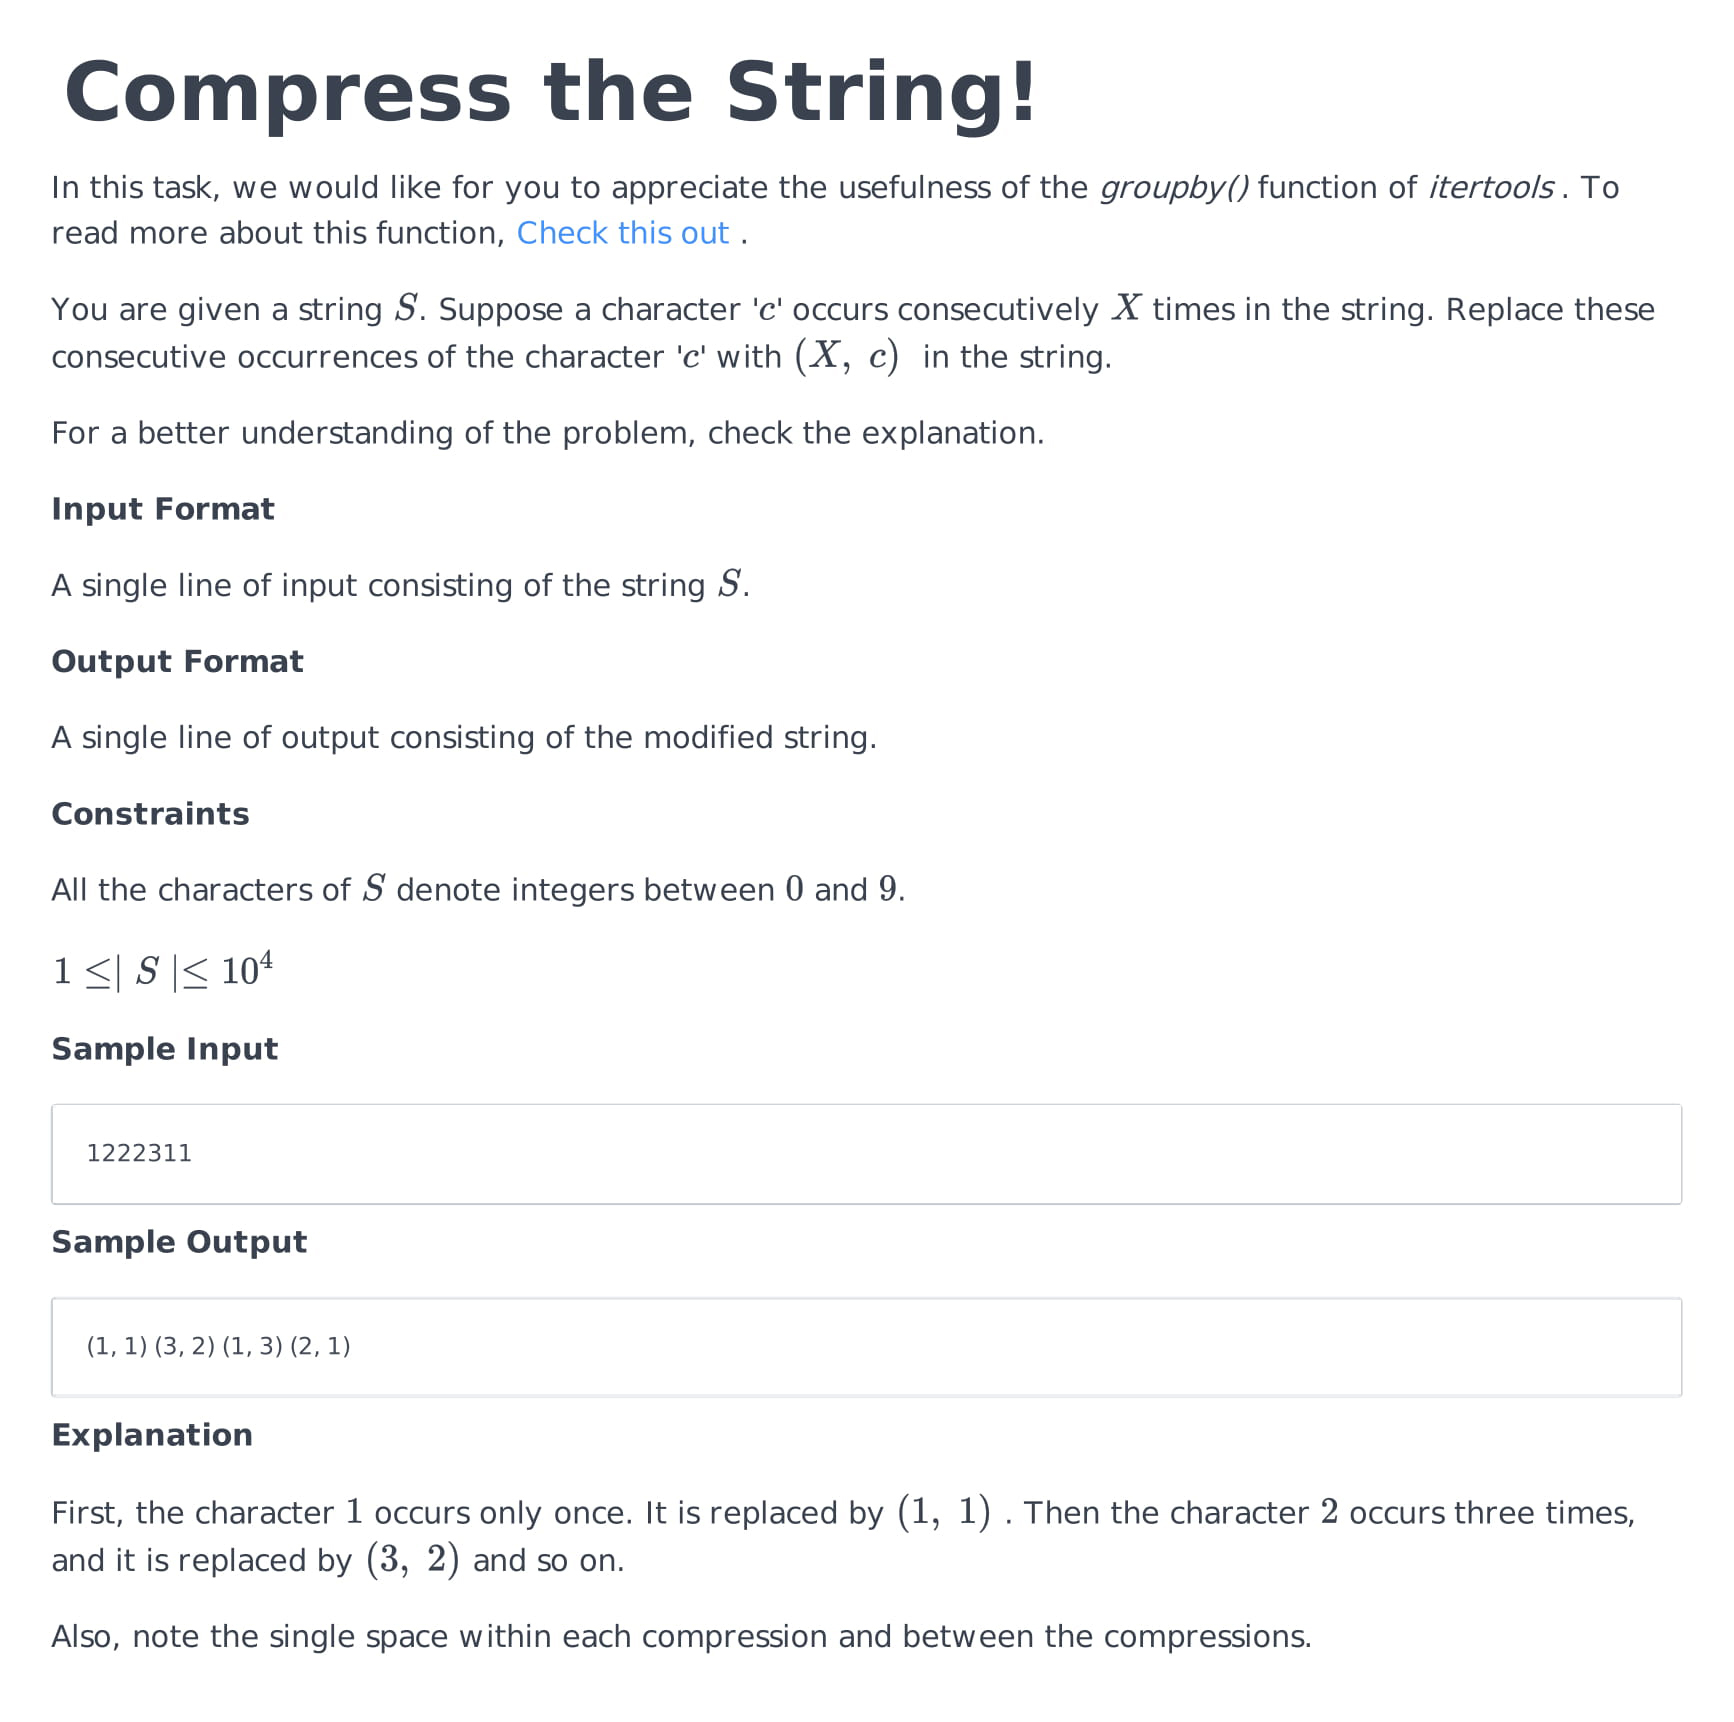 Compress the String!
In this task, we would like for you to appreciate the usefulness of the groupby() function of itertools . To
read more about this function, Check this out .
You are given a string S. Suppose a character 'c' occurs consecutively X times in the string. Replace these
consecutive occurrences of the character 'c' with (X, c) in the string.
For a better understanding of the problem, check the explanation.
Input Format
A single line of input consisting of the string S.
Output Format
A single line of output consisting of the modified string.
Constraints
All the characters of S denote integers between 0 and 9.
1 ≤| S |≤ 10⁴
Sample Input
1222311
Sample Output
(1, 1) (3, 2) (1, 3) (2, 1)
Explanation
First, the character 1 occurs only once. It is replaced by (1, 1) . Then the character 2 occurs three times,
and it is replaced by (3, 2) and so on.
Also, note the single space within each compression and between the compressions.